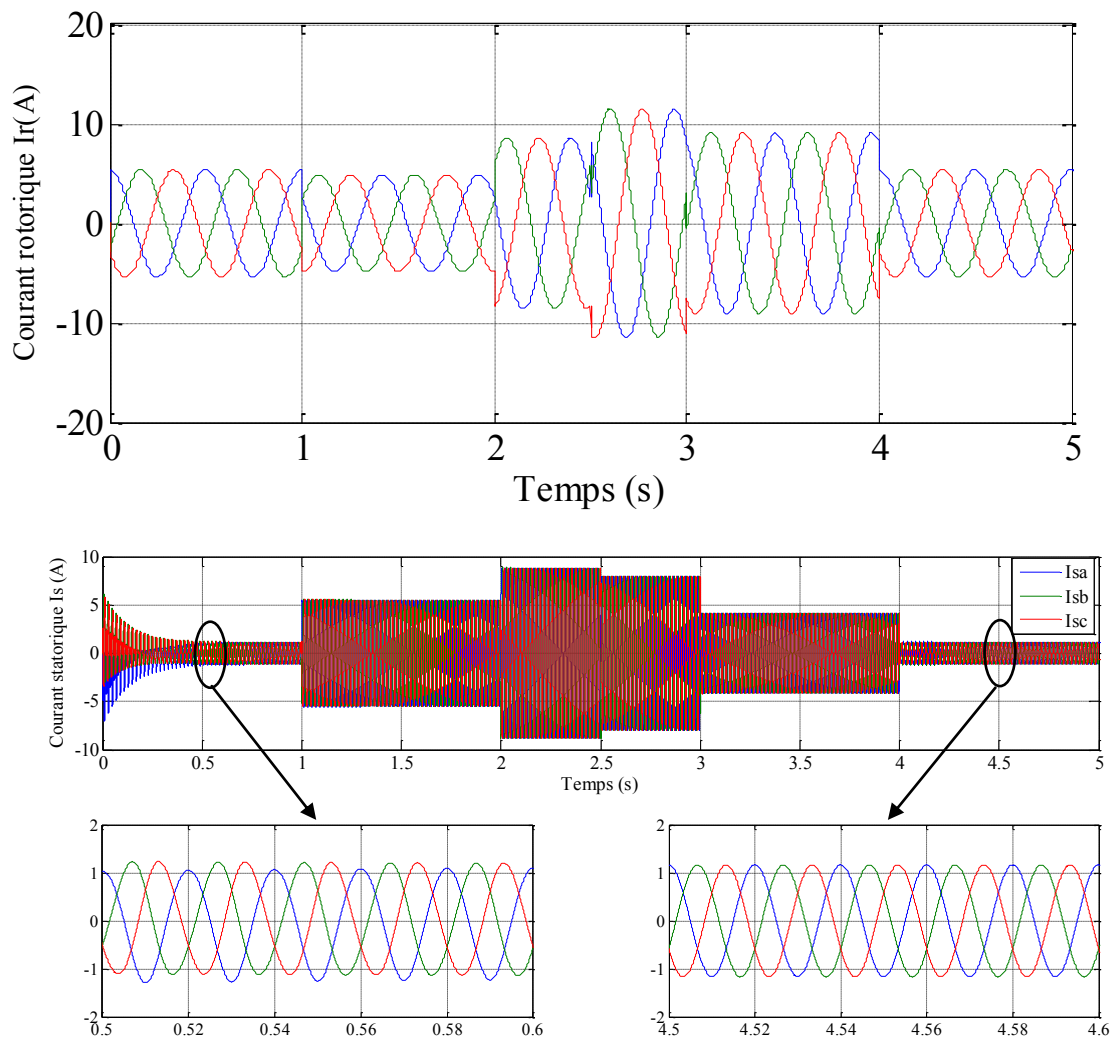 Courant rotorique Ir(A)
20
10
0
-10
-20
0 1 2 3 4 5
Temps (s)
Courant statorique Is (A)
10
5
0
-5
-10
Isa
Isb
Isc
0 0.5 1 1.5 2 2.5 3 3.5 4 4.5 5
Temps (s)
2
1
0
-1
-2
0.5 0.52 0.54 0.56 0.58 0.6
2
1
0
-1
-2
4.5 4.52 4.54 4.56 4.58 4.6